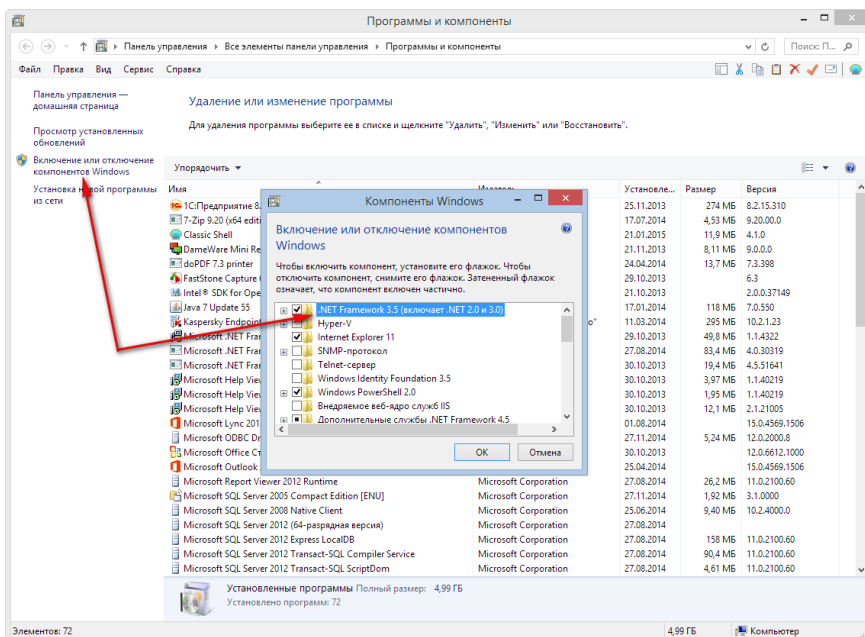 Программы и компоненты
Панель управления Все элементы панели управления Программы и компоненты
Поиск: П...
Файл Правка Вид Сервис Справка
Панель управления —
домашняя страница
Просмотр установленных
обновлений
Включение или отключение
компонентов Windows
Установка новой программы
из сети
Удаление или изменение программы
Для удаления программы выберите ее в списке и щелкните "Удалить", "Изменить" или "Восстановить".
Упорядочить
Имя Издатель Установле... Размер Версия
1С:Предприятие 8. 25.11.2013 274 МБ 8.2.15.310
7-Zip 9.20 (x64 editi 17.07.2014 4,53 МБ 9.20.00.0
Classic Shell 21.01.2015 11,9 МБ 4.1.0
DameWare Mini Re 21.11.2013 8,11 МБ 9.0.0.0
doPDF 7.3 printer 24.04.2014 13,7 МБ 7.3.398
FastStone Capture 29.10.2013 6.3
Intel® SDK for Ope 21.10.2013 2.0.0.37149
Java 7 Update 55 17.01.2014 118 МБ 7.0.550
Kaspersky Endpoint о" 11.03.2014 295 МБ 10.2.1.23
Microsoft .NET Fra 29.10.2013 49,8 МБ 1.1.4322
Microsoft .NET Fra 27.08.2014 83,4 МБ 4.0.30319
Microsoft .NET Fra 30.10.2013 19,4 МБ 4.5.51641
Microsoft Help Vie 30.10.2013 3,97 МБ 1.1.40219
Microsoft Help Vie 30.10.2013 1,95 МБ 1.1.40219
Microsoft Help Vie 30.10.2013 12,1 МБ 2.1.21005
Microsoft Lync 201 01.08.2014 15.0.4569.1506
Microsoft ODBC Dr 27.11.2014 5,24 МБ 12.0.2000.8
Microsoft Office Ст 30.10.2013 12.0.6612.1000
Microsoft Outlook 25.04.2014 15.0.4569.1506
Microsoft Report Viewer 2012 Runtime Microsoft Corporation 27.08.2014 26,2 МБ 11.0.2100.60
Microsoft SQL Server 2005 Compact Edition [ENU] Microsoft Corporation 27.11.2014 1,92 МБ 3.1.0000
Microsoft SQL Server 2008 Native Client Microsoft Corporation 25.06.2014 9,40 МБ 10.2.4000.0
Microsoft SQL Server 2012 (64-разрядная версия) Microsoft Corporation 27.08.2014
Microsoft SQL Server 2012 Express LocalDB Microsoft Corporation 27.08.2014 158 МБ 11.0.2100.60
Microsoft SQL Server 2012 Transact-SQL Compiler Service Microsoft Corporation 27.08.2014 90,4 МБ 11.0.2100.60
Microsoft SQL Server 2012 Transact-SQL ScriptDom Microsoft Corporation 27.08.2014 4,61 МБ 11.0.2100.60
Компоненты Windows
Включение или отключение компонентов
Windows
Чтобы включить компонент, установите его флажок. Чтобы
отключить компонент, снимите его флажок. Затененный флажок
означает, что компонент включен частично.
.NET Framework 3.5 (включает .NET 2.0 и 3.0)
Hyper-V
Internet Explorer 11
SNMP-протокол
Telnet-сервер
Windows Identity Foundation 3.5
Windows PowerShell 2.0
Внедряемое веб-ядро служб IIS
Дополнительные службы .NET Framework 4.5
ОК Отмена
Установленные программы Полный размер: 4,99 ГБ
Установлено программ: 72
Элементов: 72 4,99 ГБ Компьютер